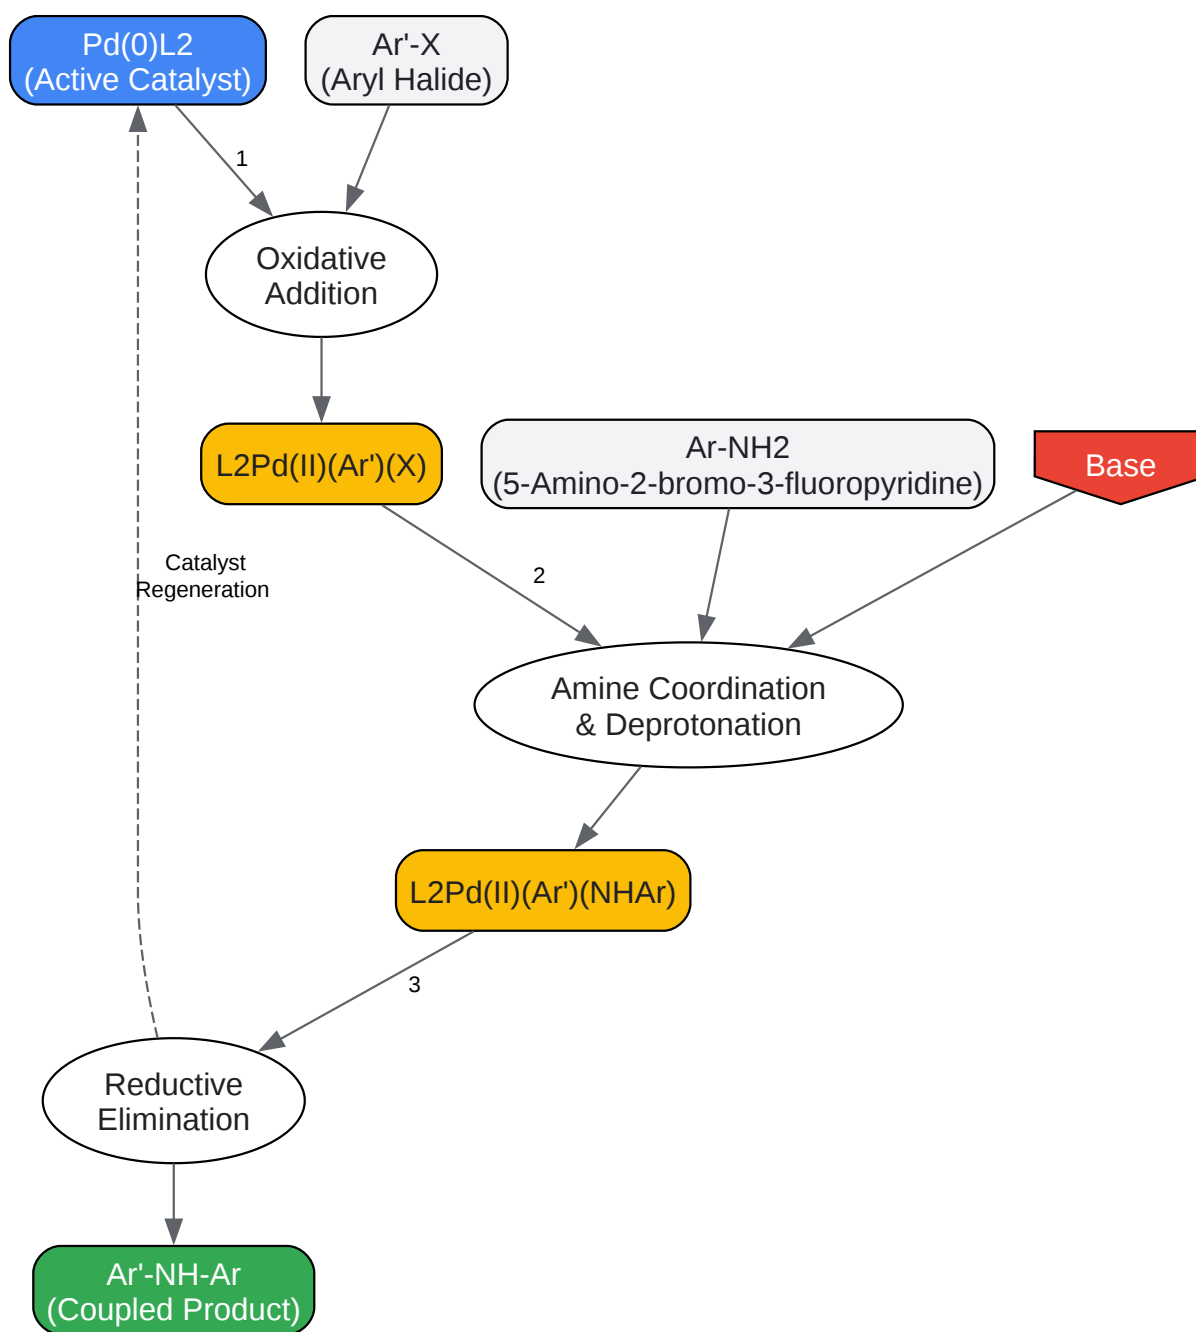 Pd(0)L2
(Active Catalyst)
Ar'-X
(Aryl Halide)
1
Oxidative
Addition
L2Pd(II)(Ar')(X)
Ar-NH2
(5-Amino-2-bromo-3-fluoropyridine)
Base
Catalyst
Regeneration
2
Amine Coordination
& Deprotonation
L2Pd(II)(Ar')(NHAr)
3
Reductive
Elimination
Ar'-NH-Ar
(Coupled Product)